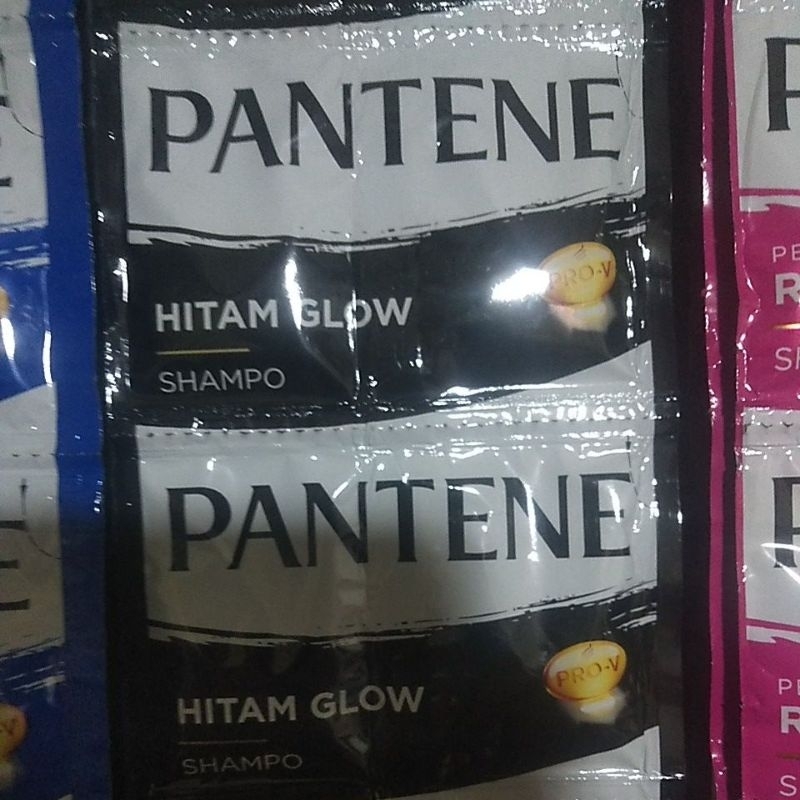 PANTENE
PRO-V
HITAM GLOW
SHAMPO
PANTENE
PRO-V
HITAM GLOW
SHAMPO